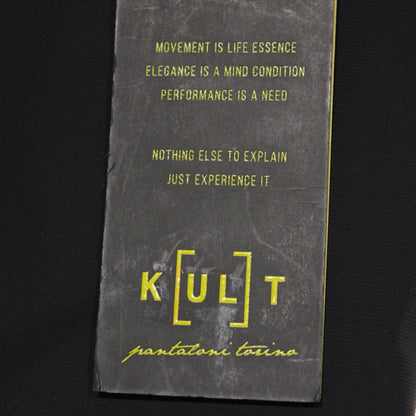 MOVEMENT IS LIFE ESSENCE
ELEGANCE IS A MIND CONDITION
PERFORMANCE IS A NEED
NOTHING ELSE TO EXPLAIN
JUST EXPERIENCE IT
K[UL]T
pantaloni torino